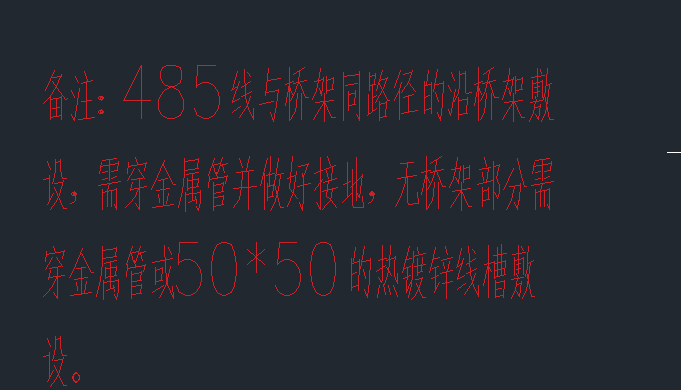 备注：485线与桥架同路径的沿桥架敷
设，需穿金属管并做好接地，无桥架部分需
穿金属管或50*50的热镀锌线槽敷
设。